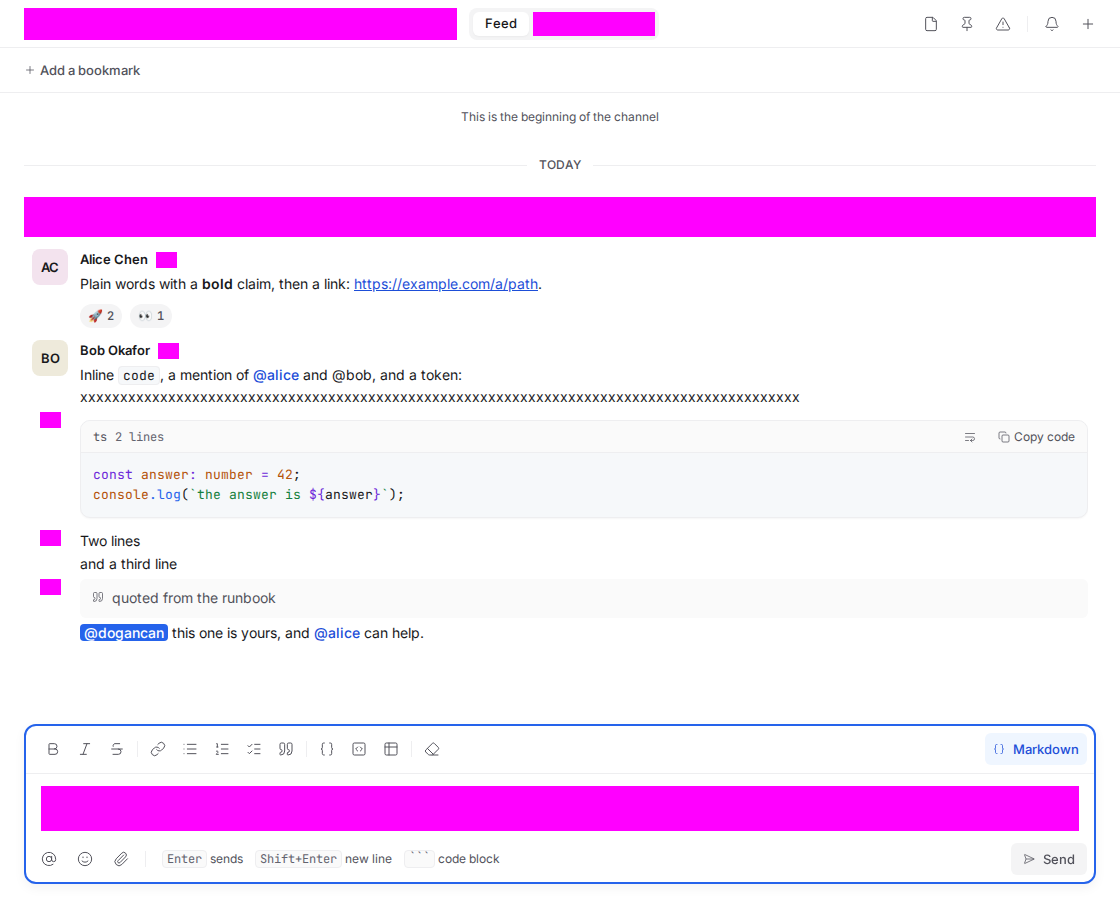 Feed
Add a bookmark
This is the beginning of the channel
TODAY
AC
Alice Chen
Plain words with a bold claim, then a link: https://example.com/a/path.
🚀 2 👀 1
BO
Bob Okafor
Inline code, a mention of @alice and @bob, and a token:
xxxxxxxxxxxxxxxxxxxxxxxxxxxxxxxxxxxxxxxxxxxxxxxxxxxxxxxxxxxxxxxxxxxxxxxxxxxxxxxxxxxxxxxxxx
ts 2 lines
Copy code
const answer: number = 42;
console.log(`the answer is ${answer}`);
Two lines
and a third line
quoted from the runbook
@dogancan this one is yours, and @alice can help.
Markdown
Enter sends Shift+Enter new line ``` code block
Send